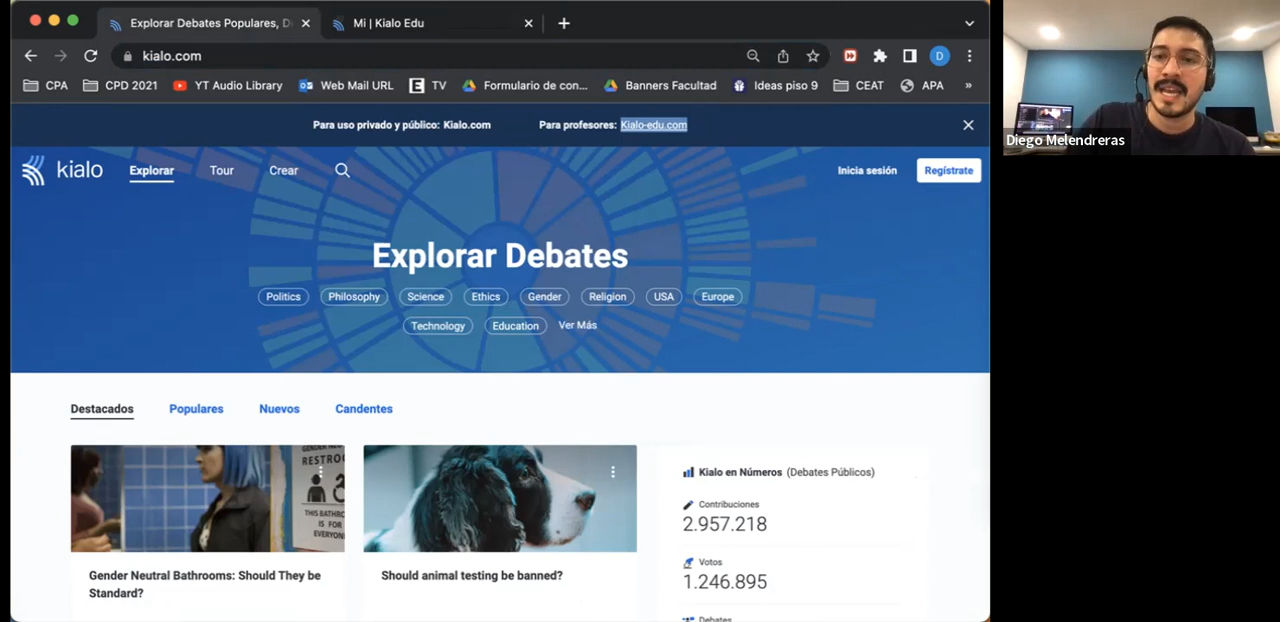 Explorar Debates Populares, D
Mi | Kialo Edu
kialo.com
D
CPA
CPD 2021
YT Audio Library
Web Mail URL
E TV
Formulario de con...
Banners Facultad
Ideas piso 9
CEAT
APA
»
Para uso privado y público: Kialo.com
Para profesores: Kialo-edu.com
kialo
Explorar
Tour
Crear
Inicia sesión
Regístrate
Explorar Debates
Politics
Philosophy
Science
Ethics
Gender
Religion
USA
Europe
Technology
Education
Ver Más
Destacados
Populares
Nuevos
Candentes
GENDER NEU
RESTROO
THIS BATHRO
IS FOR
EVERYONE
Gender Neutral Bathrooms: Should They be
Standard?
Should animal testing be banned?
Kialo en Números (Debates Públicos)
Contribuciones
2.957.218
Votos
1.246.895
Debates
Diego Melendreras